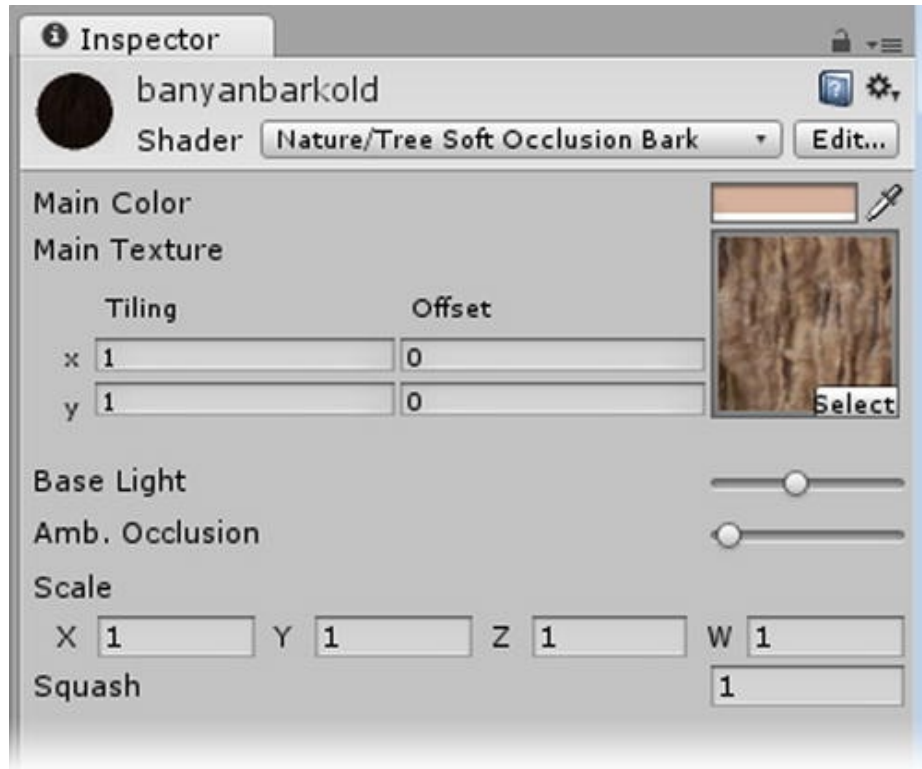 Inspector
banyanbarkold
Shader Nature/Tree Soft Occlusion Bark Edit...
Main Color
Main Texture
Tiling Offset
x 1 0
y 1 0
Select
Base Light
Amb. Occlusion
Scale
X 1 Y 1 Z 1 W 1
Squash 1